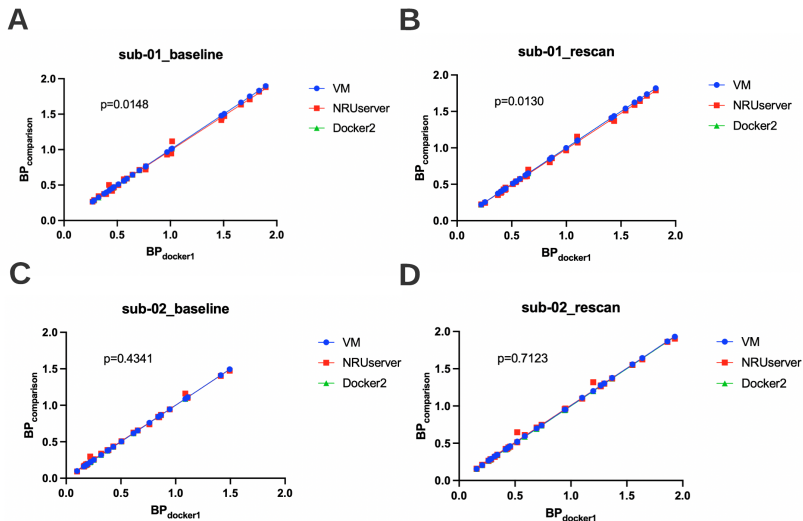 A
sub-01_baseline
2.0
1.5
1.0
0.5
0.0
0.0 0.5 1.0 1.5 2.0
BPcomparison
BPdocker1
p=0.0148
VM
NRUserver
Docker2
B
sub-01_rescan
2.0
1.5
1.0
0.5
0.0
0.0 0.5 1.0 1.5 2.0
BPcomparison
BPdocker1
p=0.0130
VM
NRUserver
Docker2
C
sub-02_baseline
2.0
1.5
1.0
0.5
0.0
0.0 0.5 1.0 1.5 2.0
BPcomparison
BPdocker1
p=0.4341
VM
NRUserver
Docker2
D
sub-02_rescan
2.0
1.5
1.0
0.5
0.0
0.0 0.5 1.0 1.5 2.0
BPcomparison
BPdocker1
p=0.7123
VM
NRUserver
Docker2